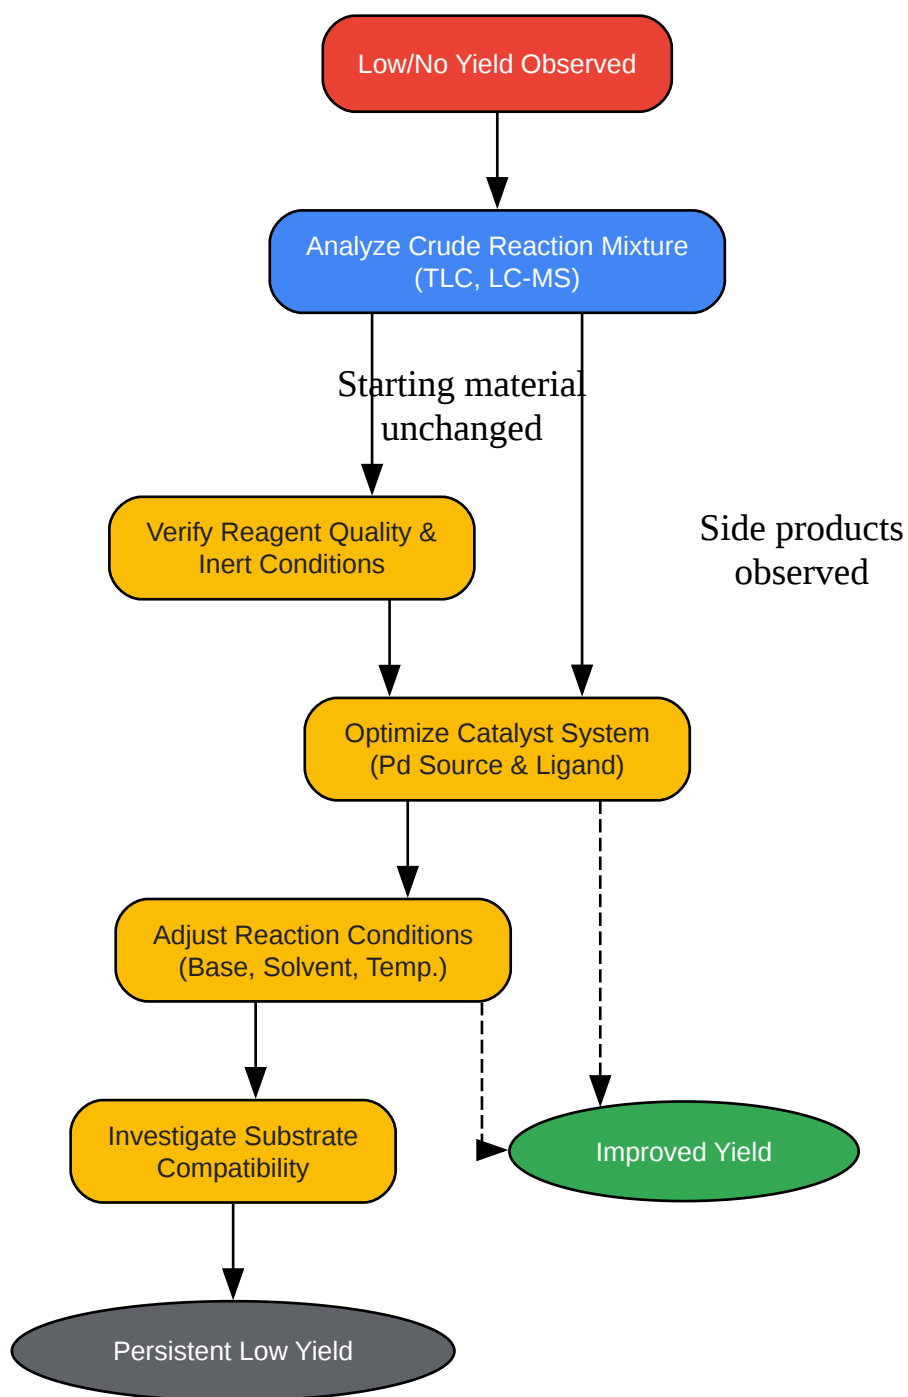 Low/No Yield Observed
Analyze Crude Reaction Mixture
(TLC, LC-MS)
Starting material
unchanged
Side products
observed
Verify Reagent Quality &
Inert Conditions
Optimize Catalyst System
(Pd Source & Ligand)
Adjust Reaction Conditions
(Base, Solvent, Temp.)
Investigate Substrate
Compatibility
Improved Yield
Persistent Low Yield